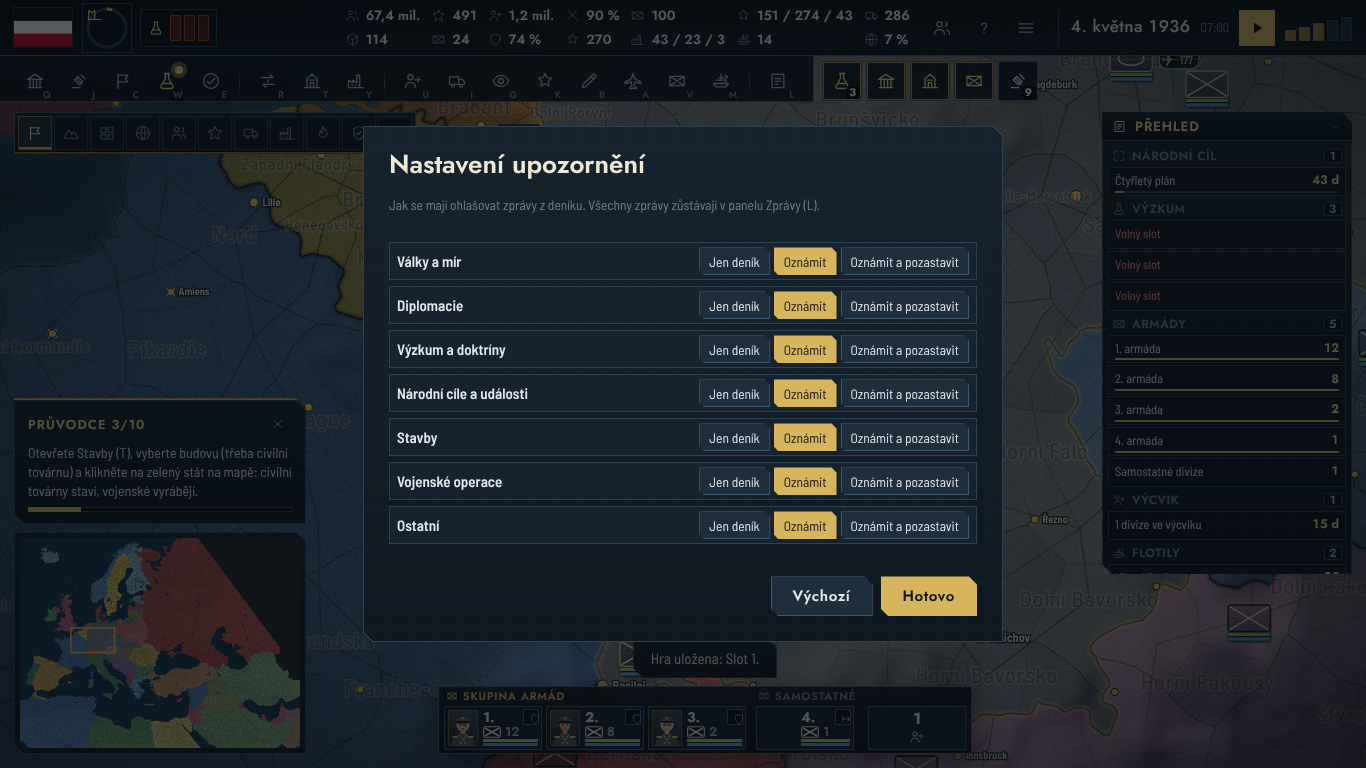 67,4 mil. 491 1,2 mil. 90 % 100 151 / 274 / 43 286
114 24 74 % 270 43 / 23 / 3 14 7 %
? 4. května 1936 07:00
Q J C W E R T Y U I G K B A V M L
3 9
177
Brabant
Dolní Porýní
Brunšvicko
Západní Flandry
Lille
Nord
Amiens
Pikardie
Řezno
Dolní Bavorsko
Horní Bavorsko
Horní Rakousy
Innsbruck
Nastavení upozornění
Jak se mají ohlašovat zprávy z deníku. Všechny zprávy zůstávají v panelu Zprávy (L).
Války a mír Jen deník Oznámit Oznámit a pozastavit
Diplomacie Jen deník Oznámit Oznámit a pozastavit
Výzkum a doktríny Jen deník Oznámit Oznámit a pozastavit
Národní cíle a události Jen deník Oznámit Oznámit a pozastavit
Stavby Jen deník Oznámit Oznámit a pozastavit
Vojenské operace Jen deník Oznámit Oznámit a pozastavit
Ostatní Jen deník Oznámit Oznámit a pozastavit
Výchozí Hotovo
Hra uložena: Slot 1.
PRŮVODCE 3/10
Otevřete Stavby (T), vyberte budovu (třeba civilní
továrnu) a klikněte na zelený stát na mapě: civilní
továrny staví, vojenské vyrábějí.
PŘEHLED
NÁRODNÍ CÍL 1
Čtyřletý plán 43 d
VÝZKUM 3
Volný slot
Volný slot
Volný slot
ARMÁDY 5
1. armáda 12
2. armáda 8
3. armáda 2
4. armáda 1
Samostatné divize 1
VÝCVIK 1
1 divize ve výcviku 15 d
FLOTILY 2
SKUPINA ARMÁD SAMOSTATNÉ
1. 12
2. 8
3. 2
4. 1
1